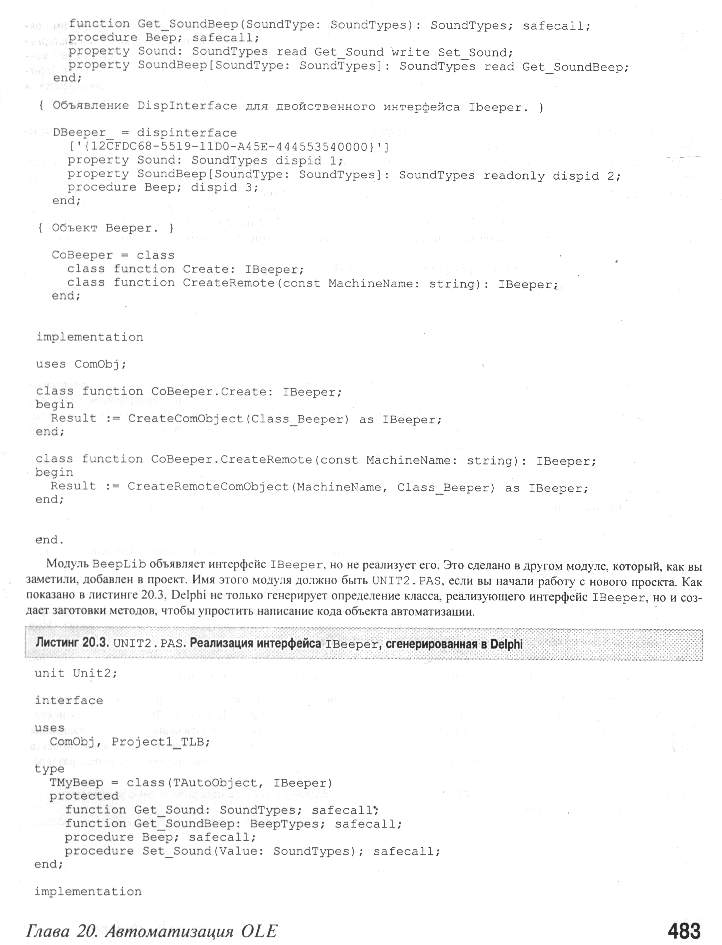 function Get_SoundBeep(SoundType: SoundTypes): SoundTypes; safecall;
procedure Beep; safecall;
property Sound: SoundTypes read Get_Sound write Set_Sound;
property SoundBeep[SoundType: SoundTypes]: SoundTypes read Get_SoundBeep;
end;
{ Объявление DispInterface для двойственного интерфейса Ibeeper. }
DBeeper_ = dispinterface
['{12CFDC68-5519-11D0-A45E-444553540000}']
property Sound: SoundTypes dispid 1;
property SoundBeep[SoundType: SoundTypes]: SoundTypes readonly dispid 2;
procedure Beep; dispid 3;
end;
{ Объект Beeper. }
CoBeeper = class
class function Create: IBeeper;
class function CreateRemote(const MachineName: string): IBeeper;
end;
implementation
uses ComObj;
class function CoBeeper.Create: IBeeper;
begin
Result := CreateComObject(Class_Beeper) as IBeeper;
end;
class function CoBeeper.CreateRemote(const MachineName: string): IBeeper;
begin
Result := CreateRemoteComObject(MachineName, Class_Beeper) as IBeeper;
end;
end.
Модуль BeepLib объявляет интерфейс IBeeper, но не реализует его. Это сделано в другом модуле, который, как вы
заметили, добавлен в проект. Имя этого модуля должно быть UNIT2.PAS, если вы начали работу с нового проекта. Как
показано в листинге 20.3, Delphi не только генерирует определение класса, реализующего интерфейс IBeeper, но и соз-
дает заготовки методов, чтобы упростить написание кода объекта автоматизации.
Листинг 20.3. UNIT2.PAS. Реализация интерфейса IBeeper, сгенерированная в Delphi
unit Unit2;
interface
uses
ComObj, Project1_TLB;
type
TMyBeep = class(TAutoObject, IBeeper)
protected
function Get_Sound: SoundTypes; safecall;
function Get_SoundBeep: BeepTypes; safecall;
procedure Beep; safecall;
procedure Set_Sound(Value: SoundTypes); safecall;
end;
implementation
Глава 20. Автоматизация OLE 483